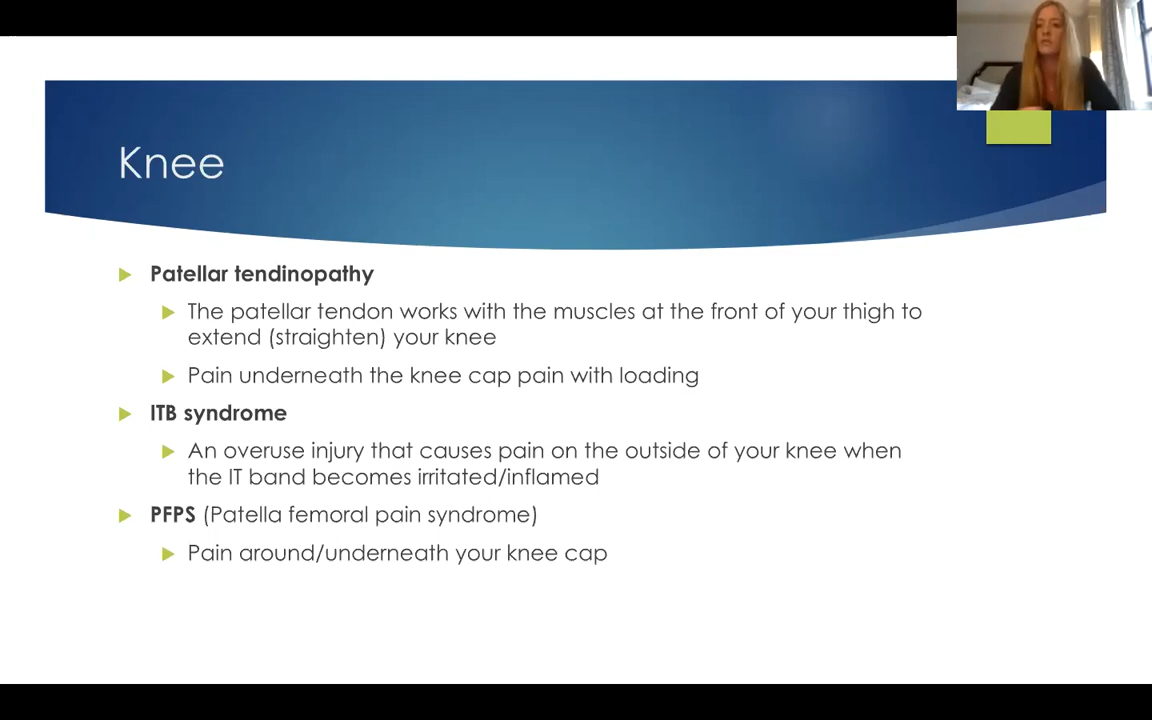 Knee
Patellar tendinopathy
The patellar tendon works with the muscles at the front of your thigh to
extend (straighten) your knee
Pain underneath the knee cap pain with loading
ITB syndrome
An overuse injury that causes pain on the outside of your knee when
the IT band becomes irritated/inflamed
PFPS (Patella femoral pain syndrome)
Pain around/underneath your knee cap